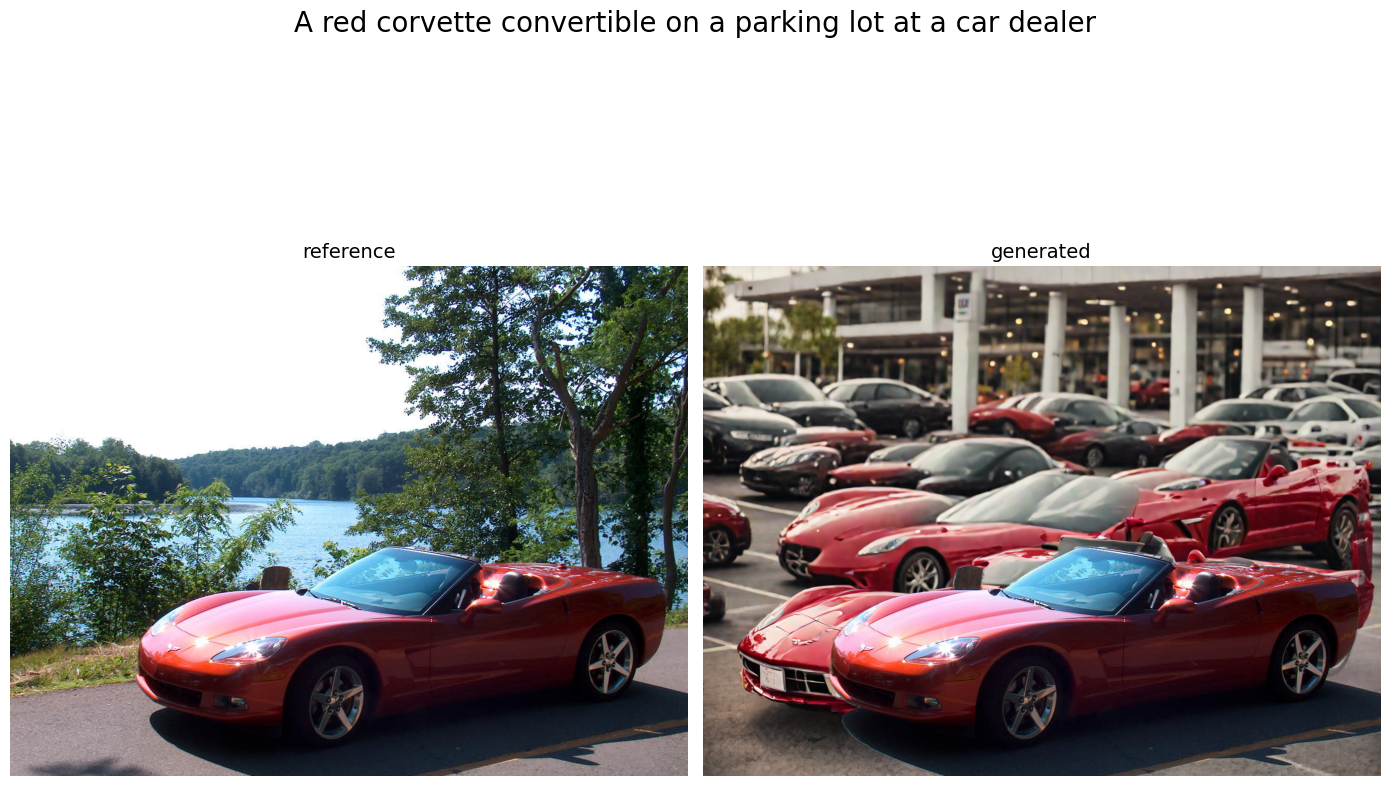 A red corvette convertible on a parking lot at a car dealer
reference
generated